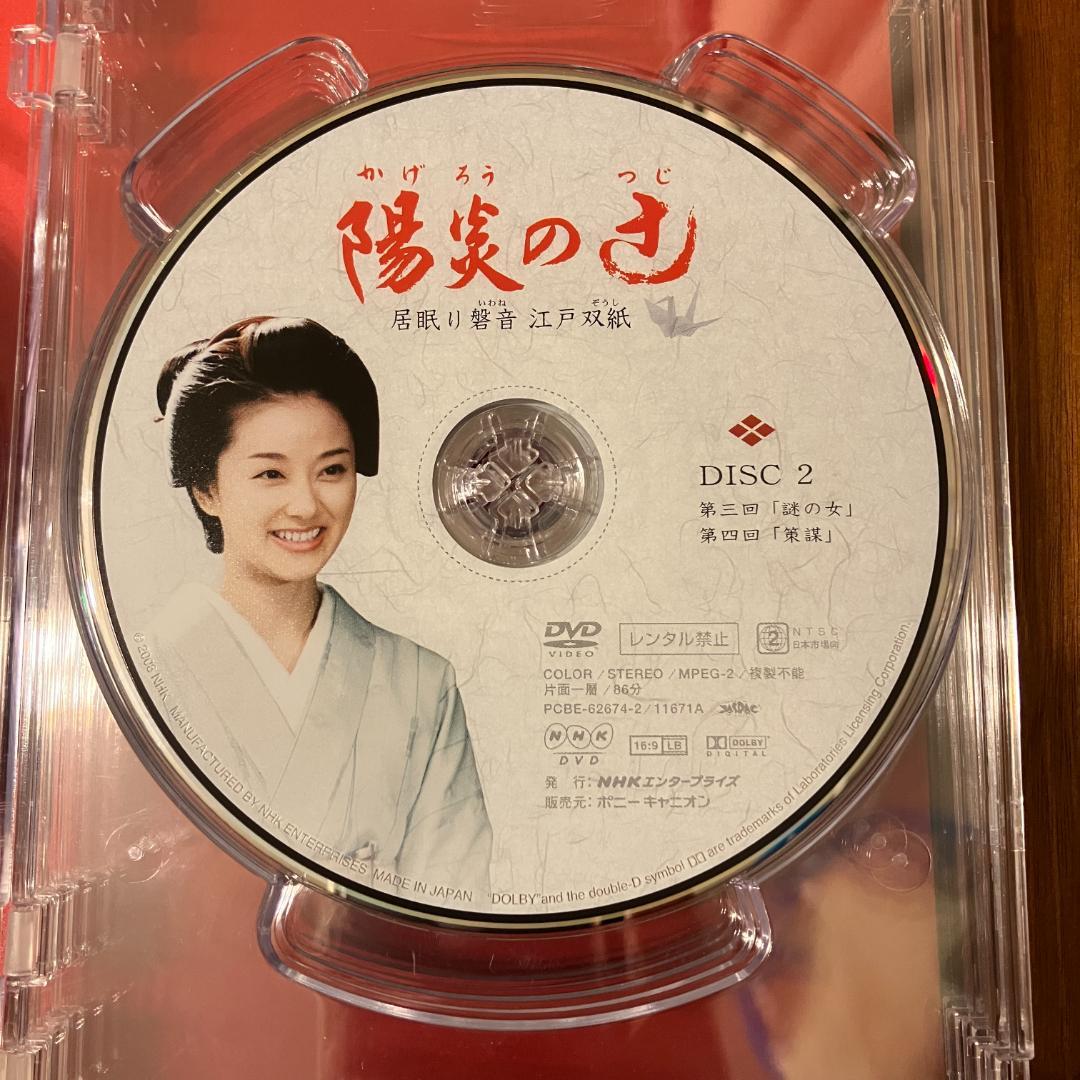 かげろう つじ
陽炎の辻
いわね ぞうし
居眠り磐音 江戸双紙
DISC 2
第三回「謎の女」
第四回「策謀」
DVD
VIDEO
レンタル禁止
2
NTSC
日本市場向
COLOR/STEREO/MPEG-2/複製不能
片面一層/86分
PCBE-62674-2/11671A
NHK
DVD
16:9 LB
DOLBY
DIGITAL
発 行:NHKエンタープライズ
販売元:ポニーキャニオン
2008 NHK MANUFACTURED BY NHK ENTERPRISES MADE IN JAPAN "DOLBY"and the double-D symbol are trademarks of Laboratories Licensing Corporation.